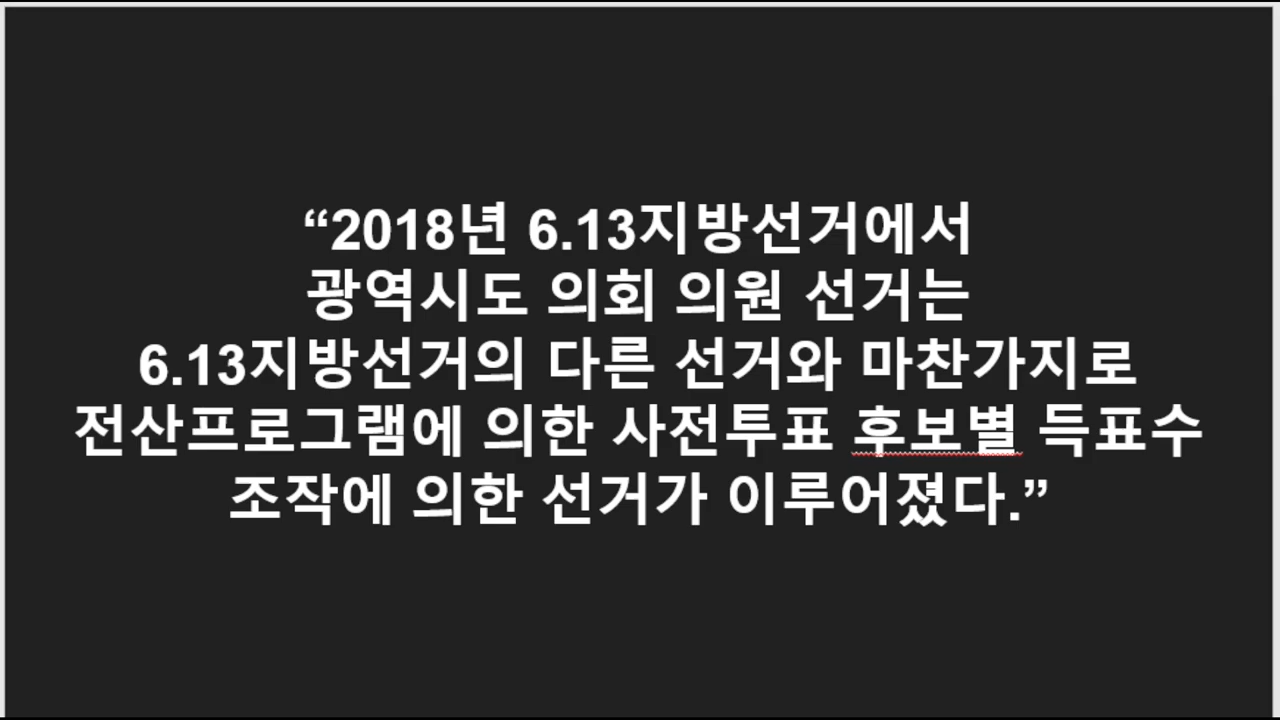 “2018년 6.13지방선거에서
광역시도 의회 의원 선거는
6.13지방선거의 다른 선거와 마찬가지로
전산프로그램에 의한 사전투표 후보별 득표수
조작에 의한 선거가 이루어졌다.”